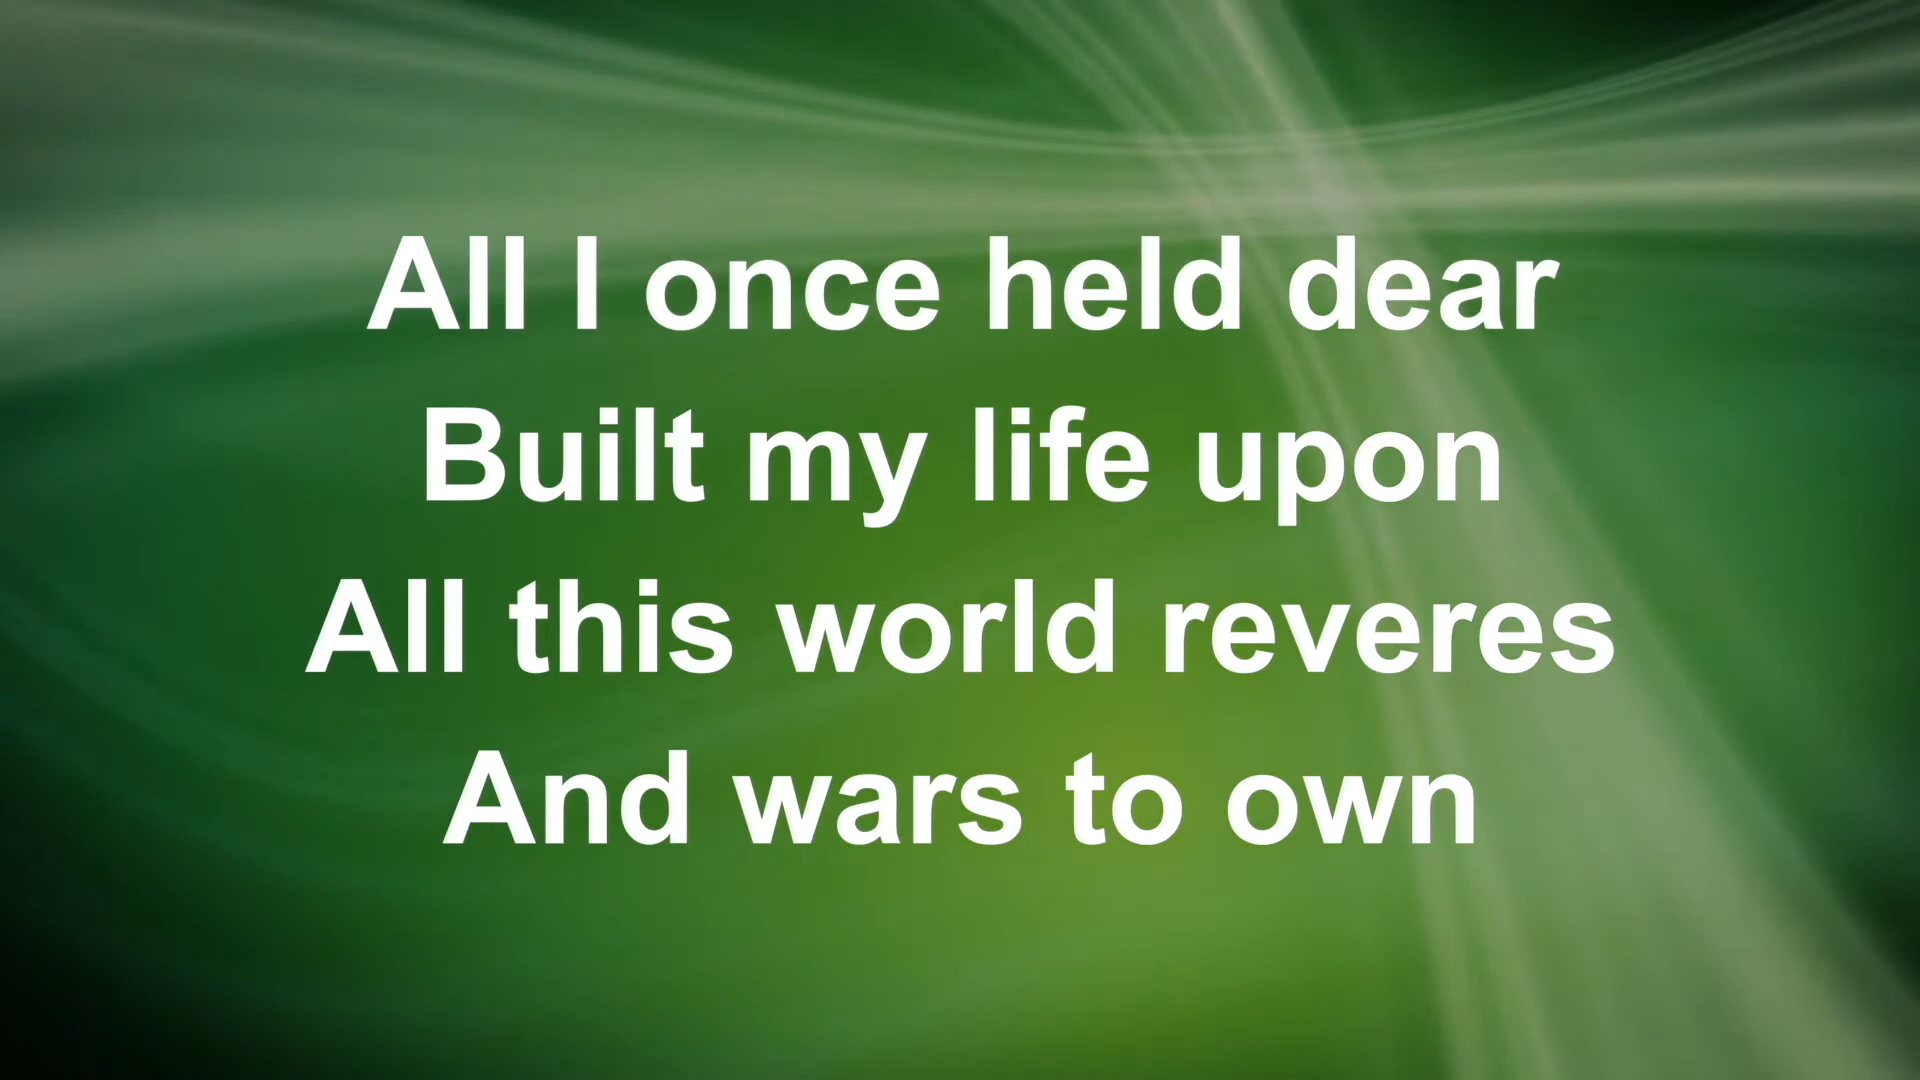 All I once held dear
Built my life upon
All this world reveres
And wars to own